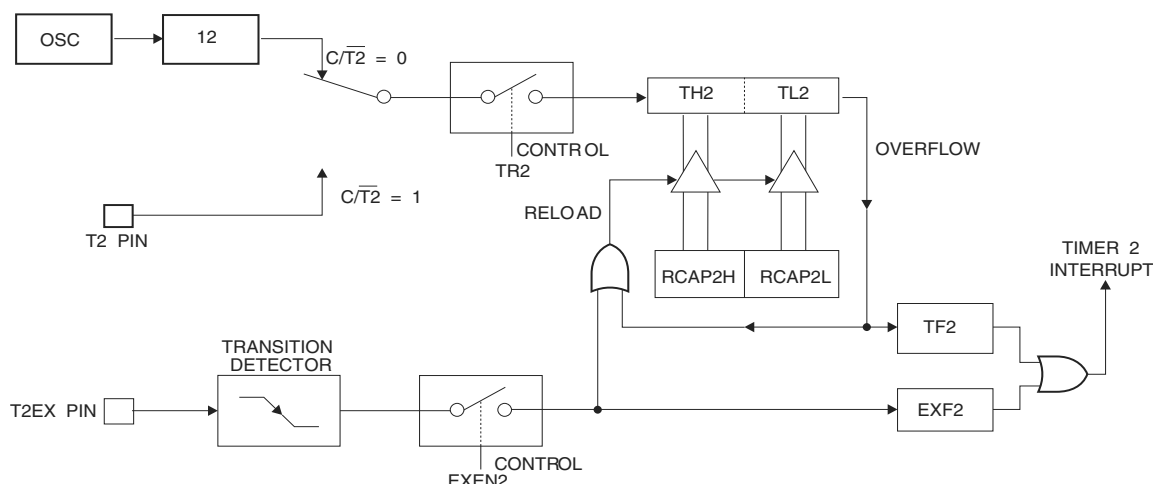 OSC
12
C/T2 = 0
TH2
TL2
CONTROL
TR2
OVERFLOW
C/T2 = 1
T2 PIN
RELOAD
RCAP2H
RCAP2L
TIMER 2
INTERRUPT
TF2
TRANSITION
DETECTOR
T2EX PIN
EXF2
CONTROL
EXEN2